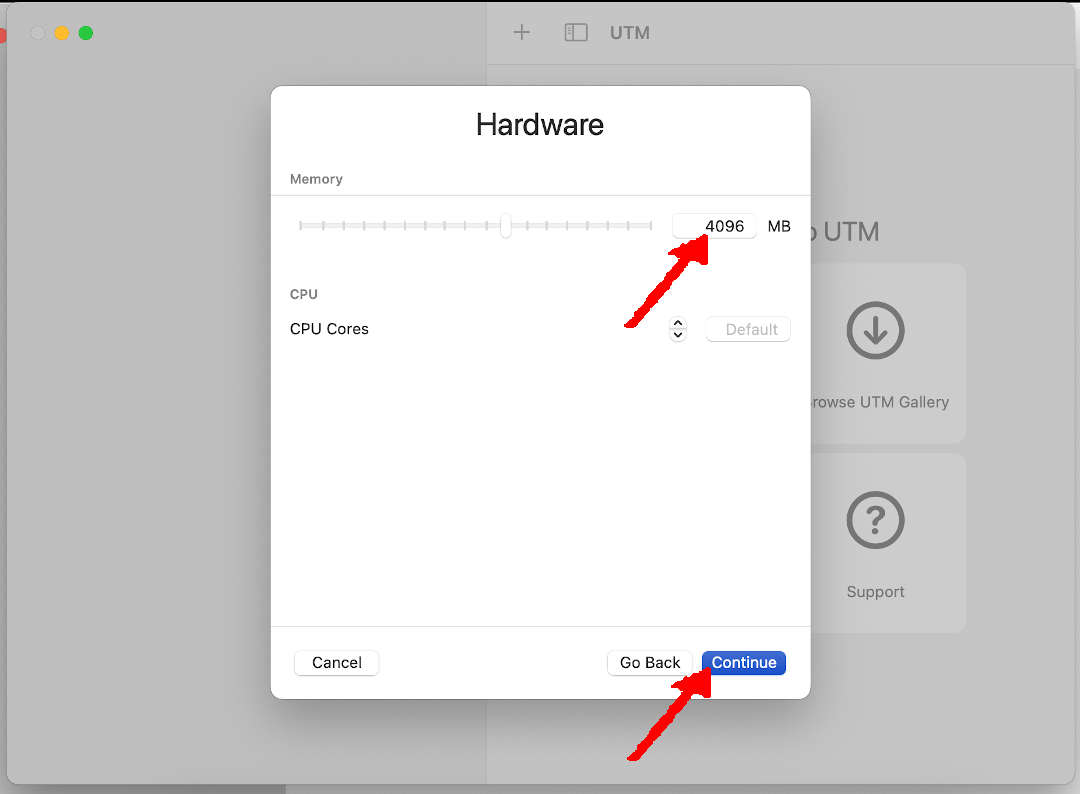 UTM
Hardware
Memory
4096 MB
CPU
CPU Cores
Default
UTM
rowse UTM Gallery
?
Support
Cancel
Go Back
Continue